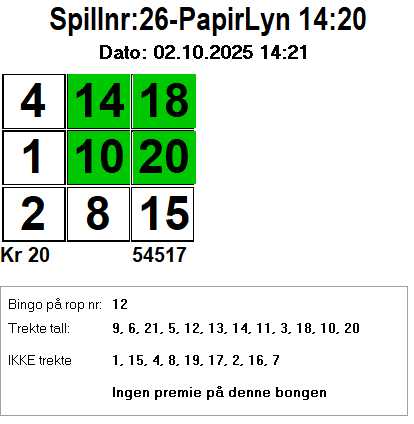 Spillnr:26-PapirLyn 14:20
Dato: 02.10.2025 14:21
4 14 18
1 10 20
2 8 15
Kr 20 54517
Bingo på rop nr: 12
Trekte tall: 9, 6, 21, 5, 12, 13, 14, 11, 3, 18, 10, 20
IKKE trekte 1, 15, 4, 8, 19, 17, 2, 16, 7
Ingen premie på denne bongen